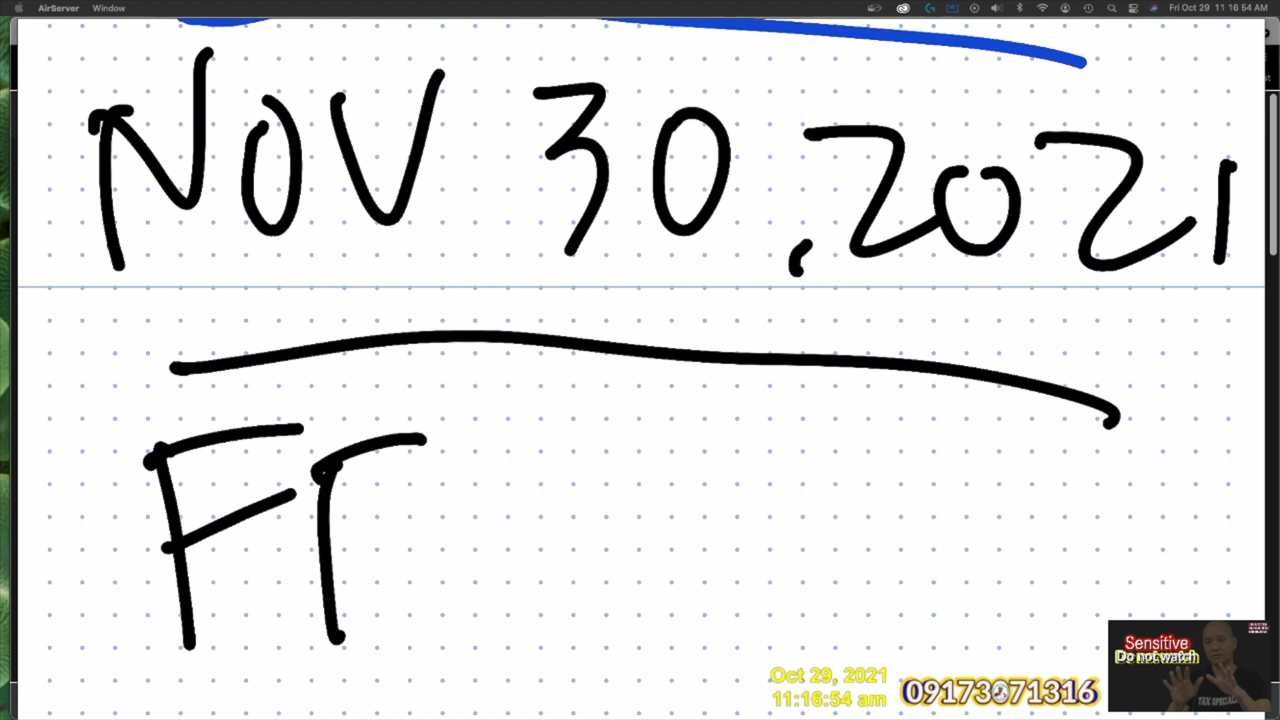 AirServer Window Fri Oct 29 11 16 54 AM
NOV 30, 2021
Sensitive
Do not watch
Oct 29, 2021
11:16:54 am
09173071316